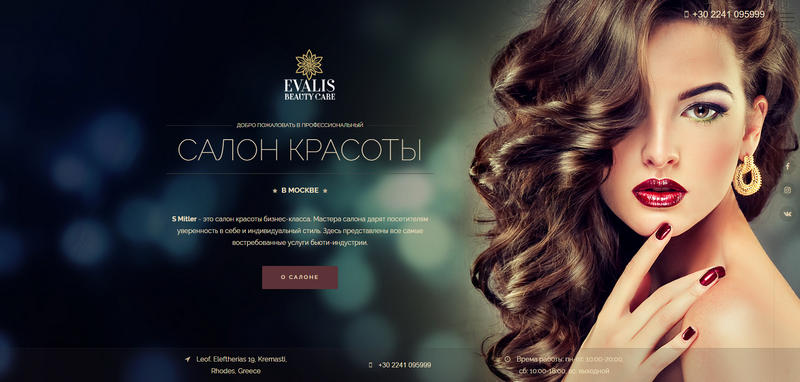 +30 2241 095999
EVALIS
BEAUTY CARE
ДОБРО ПОЖАЛОВАТЬ В ПРОФЕССИОНАЛЬНЫЙ
САЛОН КРАСОТЫ
★ В МОСКВЕ ★
S Mitler - это салон красоты бизнес-класса. Мастера салона дарят посетителям
уверенность в себе и индивидуальный стиль. Здесь представлены все самые
востребованные услуги бьюти-индустрии.
О САЛОНЕ
Leof. Eleftherias 19, Kremasti,
Rhodes, Greece
+30 2241 095999
Время работы: пн-пт: 10:00-20:00,
сб: 10:00-18:00, вс: выходной